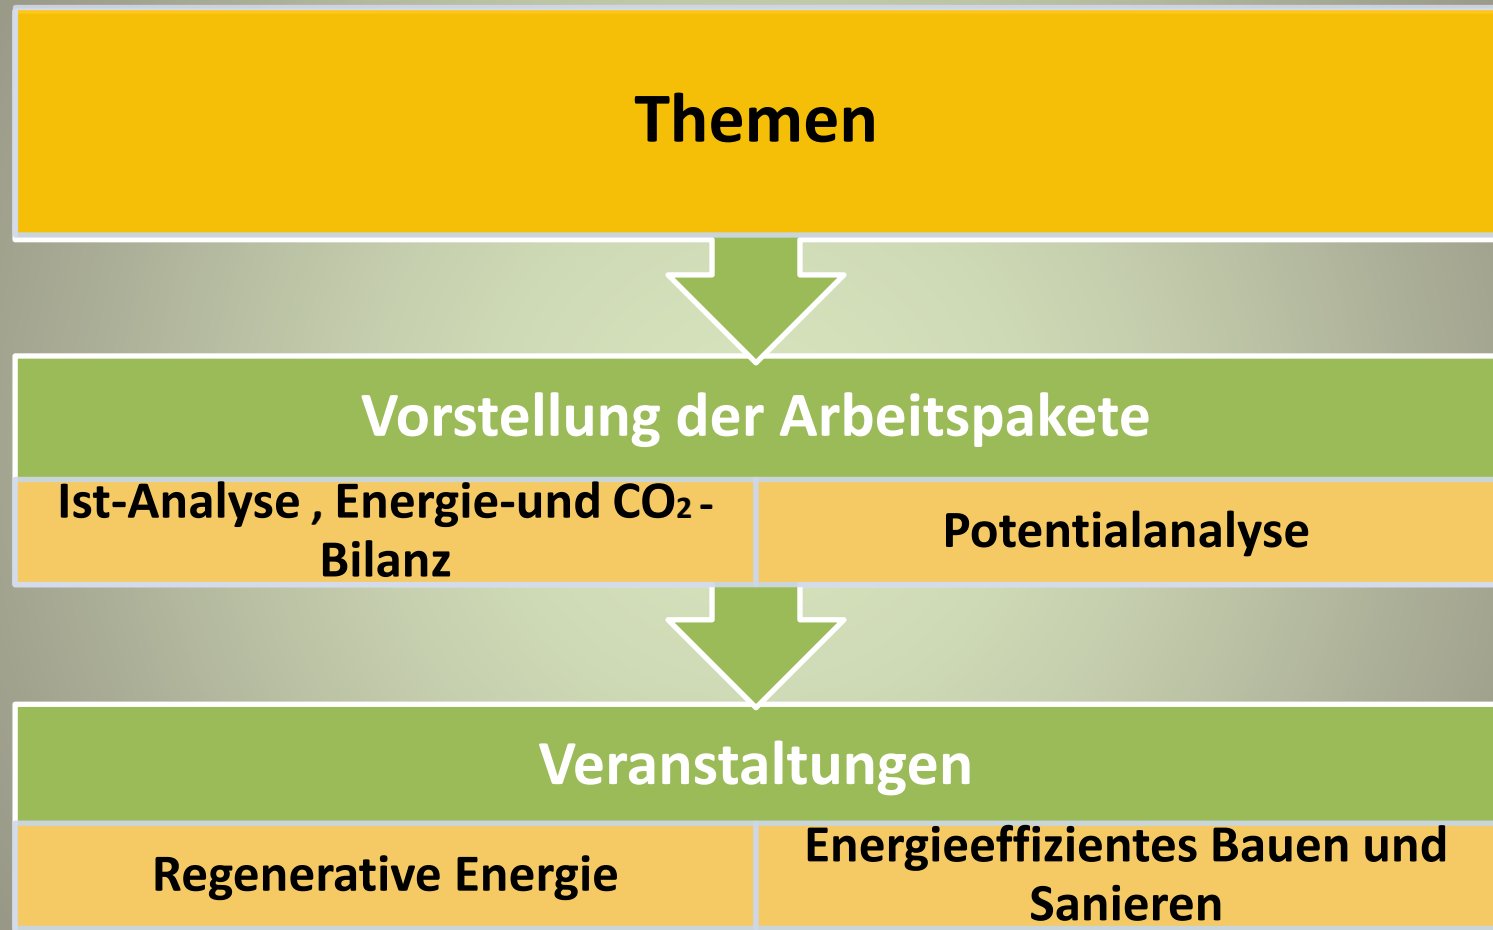 Themen
Vorstellung der Arbeitspakete
Ist-Analyse , Energie-und CO₂ -
Bilanz
Potentialanalyse
Veranstaltungen
Regenerative Energie
Energieeffizientes Bauen und
Sanieren